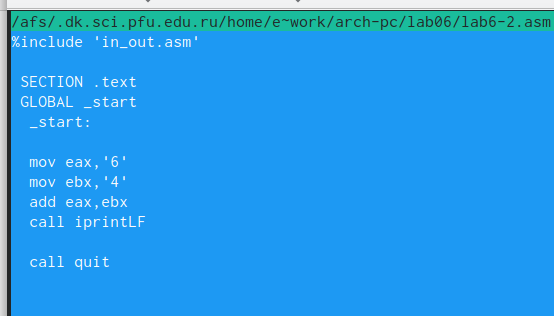 /afs/.dk.sci.pfu.edu.ru/home/e~work/arch-pc/lab06/lab6-2.asm
%include 'in_out.asm'
SECTION .text
GLOBAL _start
_start:
mov eax,'6'
mov ebx,'4'
add eax,ebx
call iprintLF
call quit